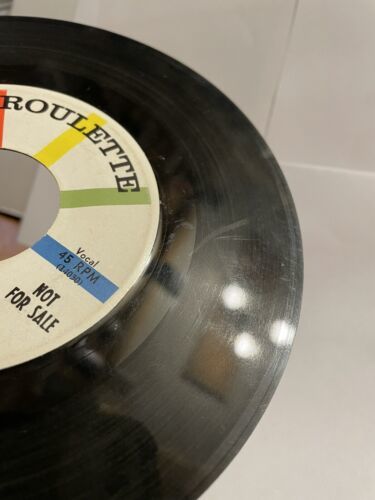 ROULETTE
Vocal
45 RPM
NOT
FOR SALE